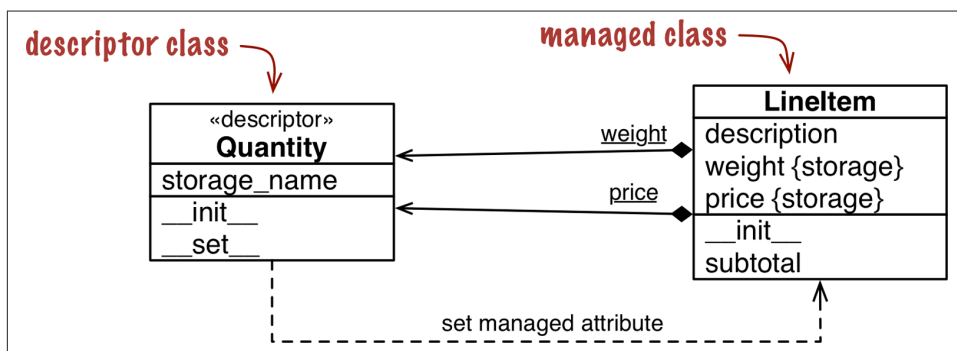 descriptor class
managed class
«descriptor»
Quantity
storage_name
__init__
__set__
weight
price
LineItem
description
weight {storage}
price {storage}
__init__
subtotal
set managed attribute